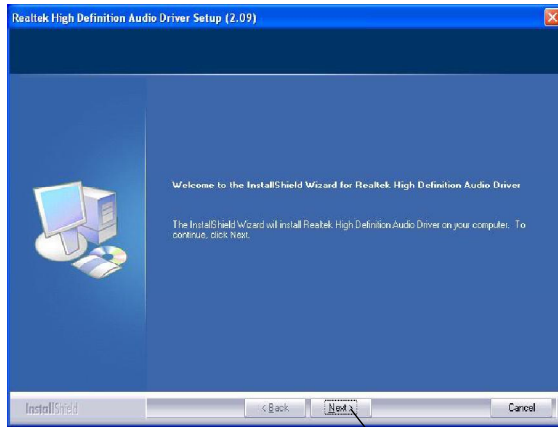 Realtek High Definition Audio Driver Setup (2.09)
Welcome to the InstallShield Wizard for Realtek High Definition Audio Driver
The InstallShield Wizard will install Realtek High Definition Audio Driver on your computer. To
continue, click Next.
InstallShield
< Back
Next >
Cancel